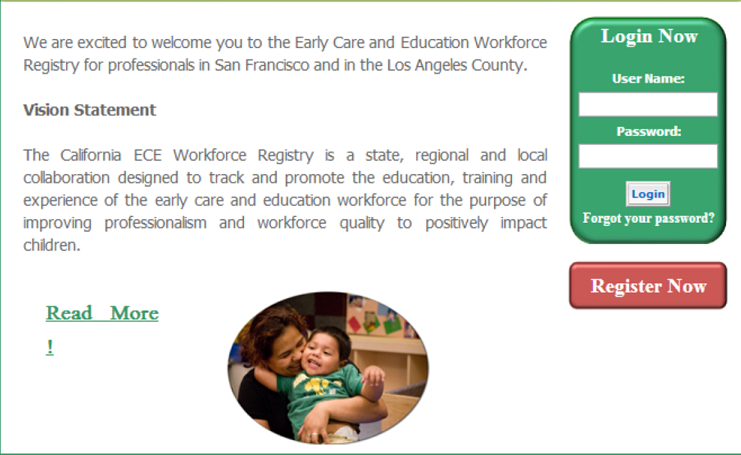 We are excited to welcome you to the Early Care and Education Workforce
Registry for professionals in San Francisco and in the Los Angeles County.
Vision Statement
The California ECE Workforce Registry is a state, regional and local
collaboration designed to track and promote the education, training and
experience of the early care and education workforce for the purpose of
improving professionalism and workforce quality to positively impact
children.
Read More
!
Login Now
User Name:
Password:
Login
Forgot your password?
Register Now